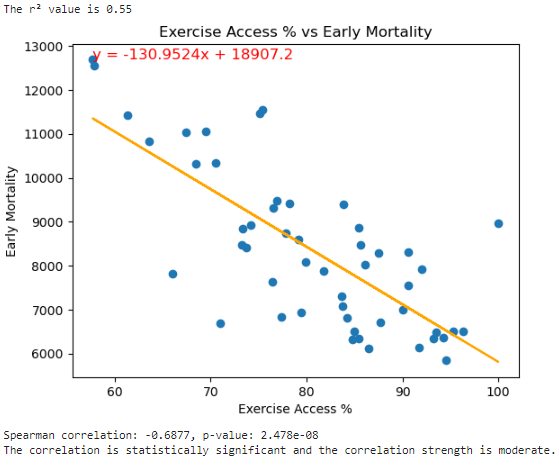 The r² value is 0.55
Exercise Access % vs Early Mortality
y = -130.9524x + 18907.2
13000
12000
11000
10000
9000
8000
7000
6000
Early Mortality
60 70 80 90 100
Exercise Access %
Spearman correlation: -0.6877, p-value: 2.478e-08
The correlation is statistically significant and the correlation strength is moderate.